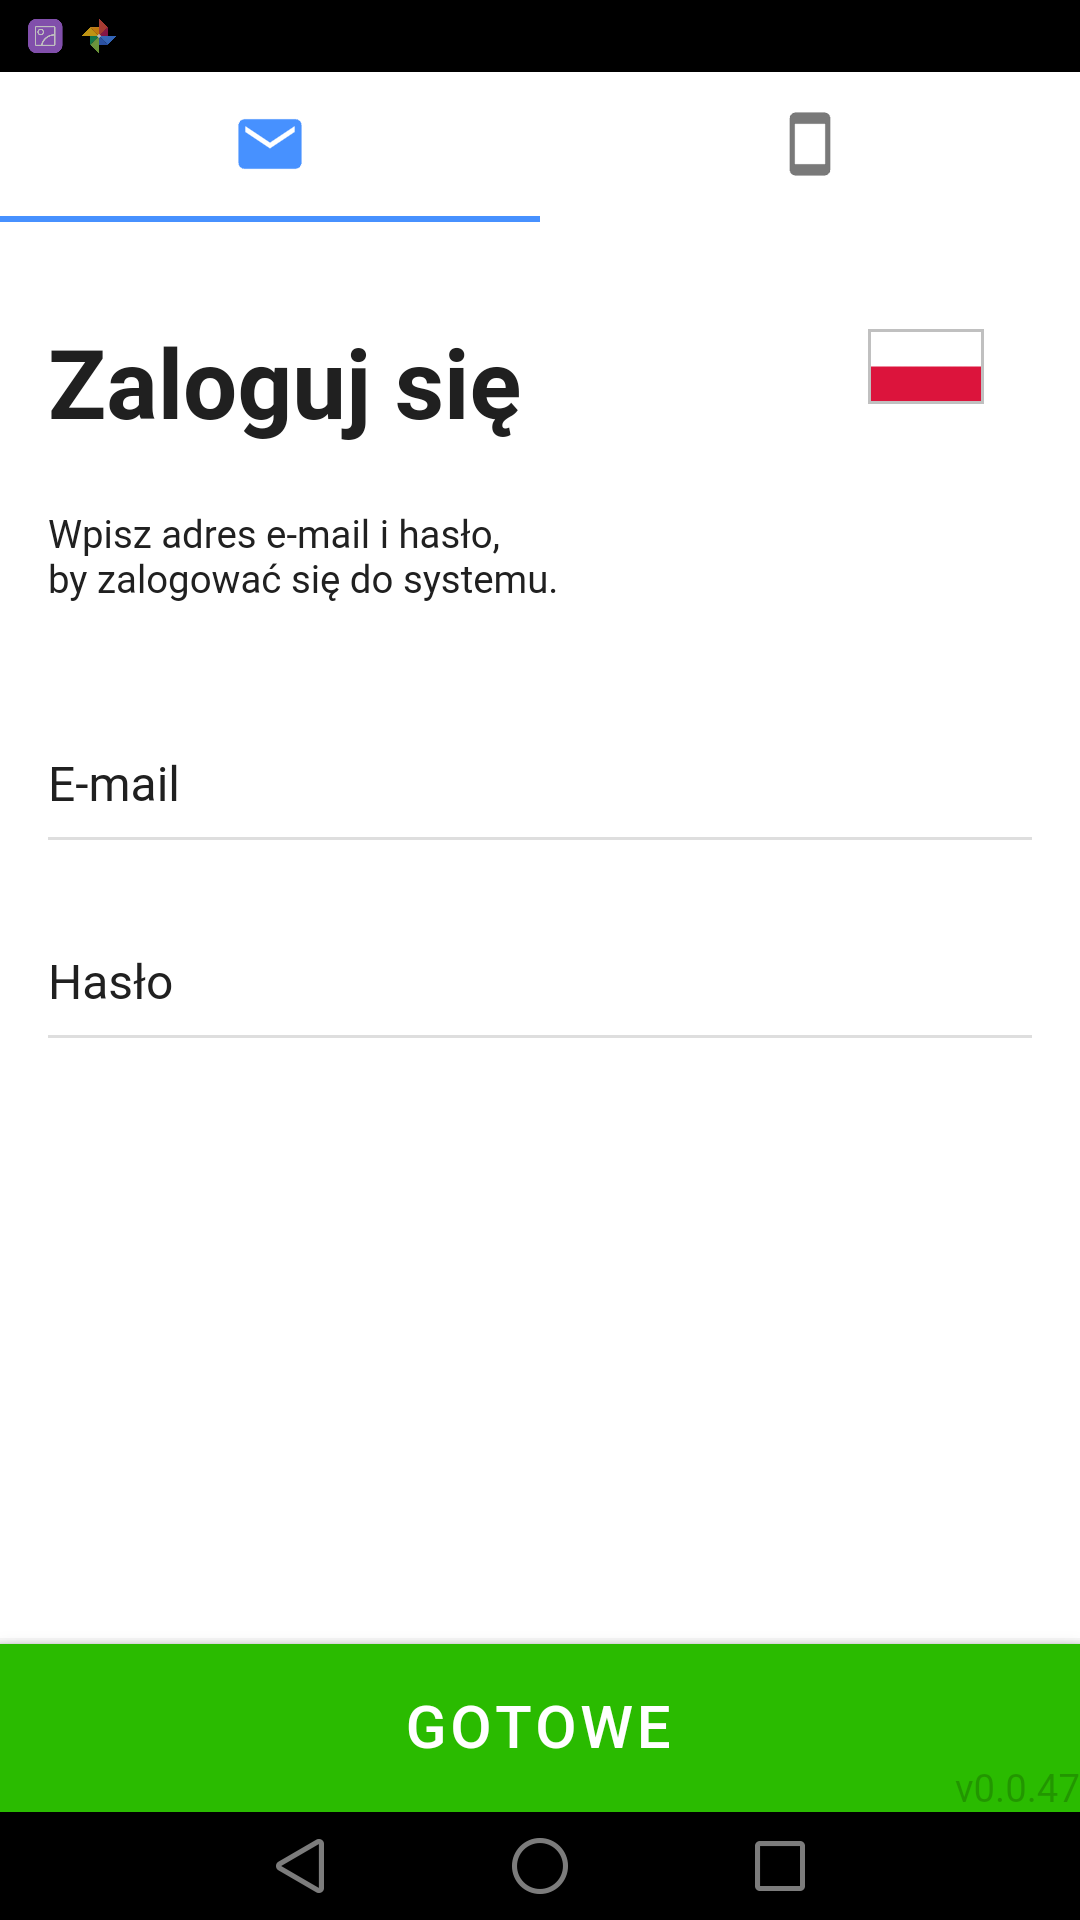 Zaloguj się
Wpisz adres e-mail i hasło,
by zalogować się do systemu.
E-mail
Hasło
GOTOWE
v0.0.47